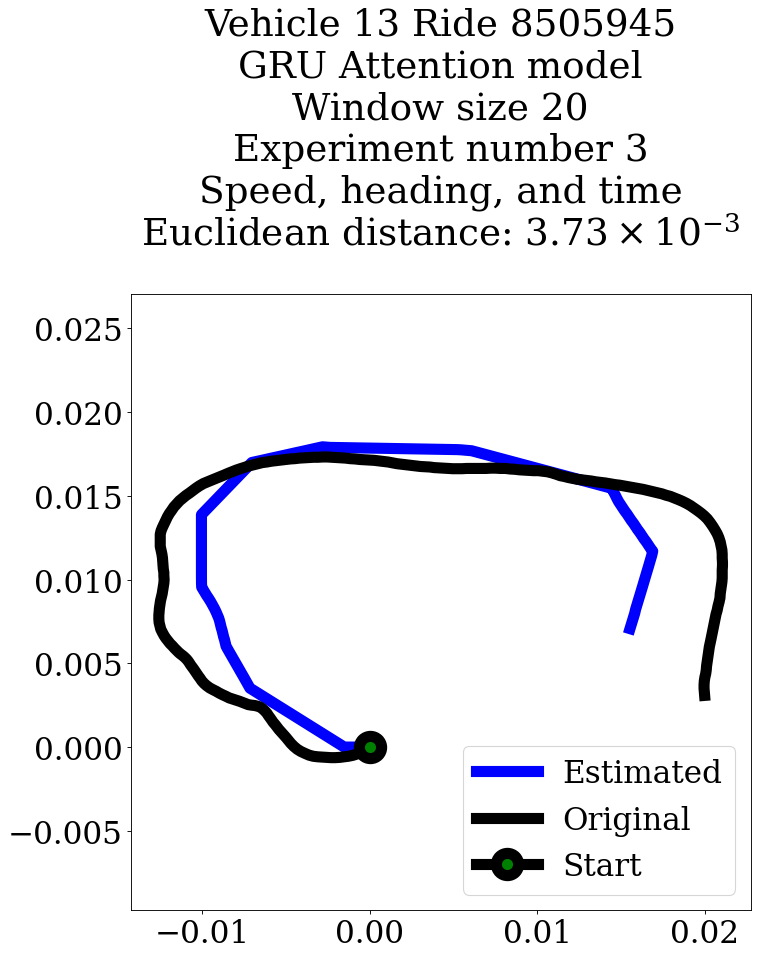 Vehicle 13 Ride 8505945
GRU Attention model
Window size 20
Experiment number 3
Speed, heading, and time
Euclidean distance: 3.73 × 10⁻³
0.025
0.020
0.015
0.010
0.005
0.000
−0.005
Estimated
Original
Start
−0.01 0.00 0.01 0.02